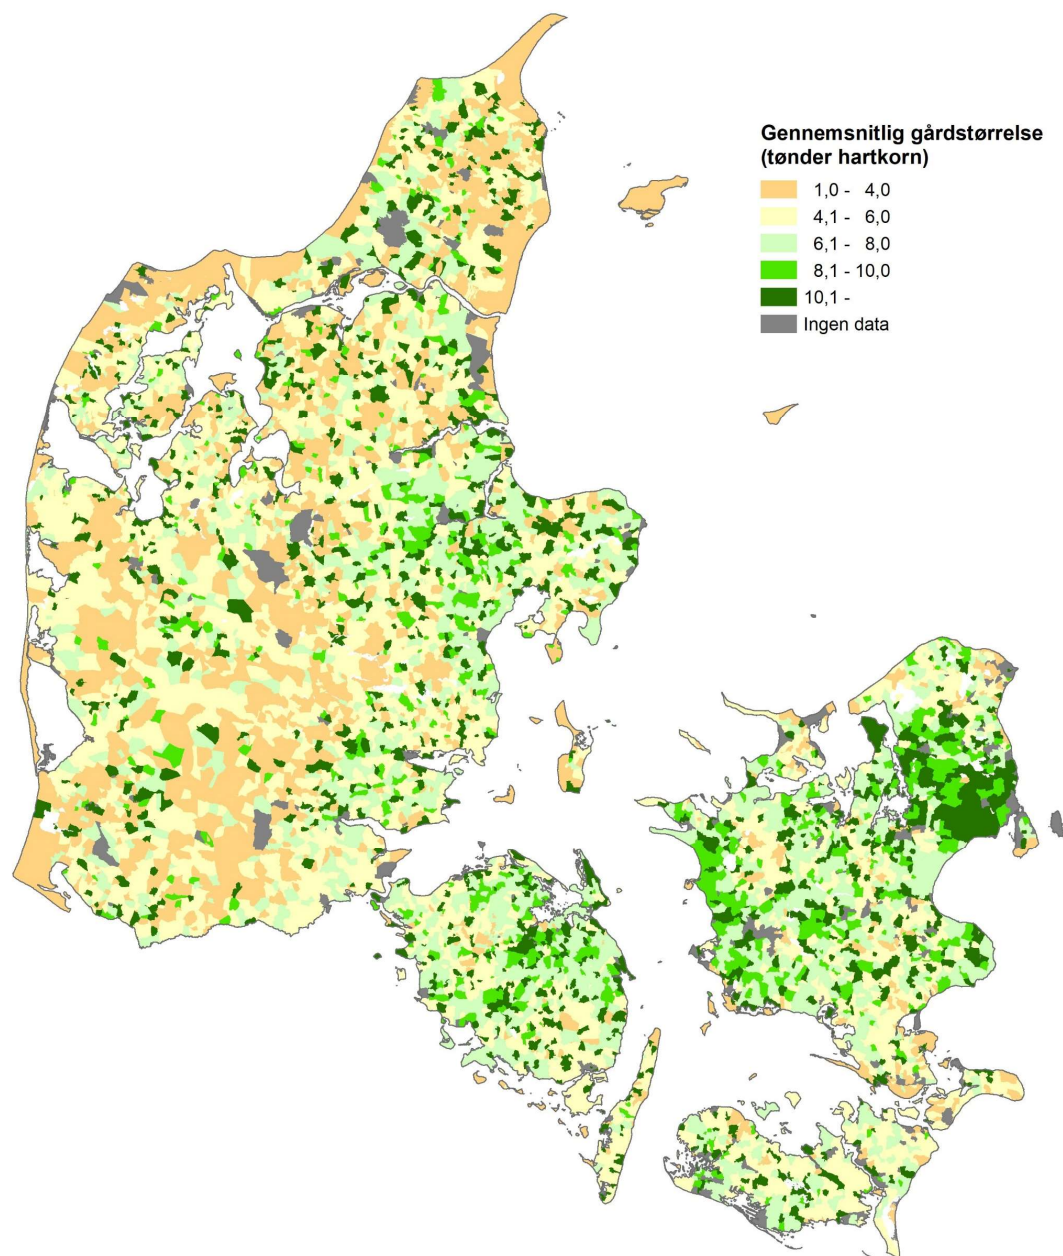 Gennemsnitlig gårdstørrelse
(tønder hartkorn)
1,0 - 4,0
4,1 - 6,0
6,1 - 8,0
8,1 - 10,0
10,1 -
Ingen data